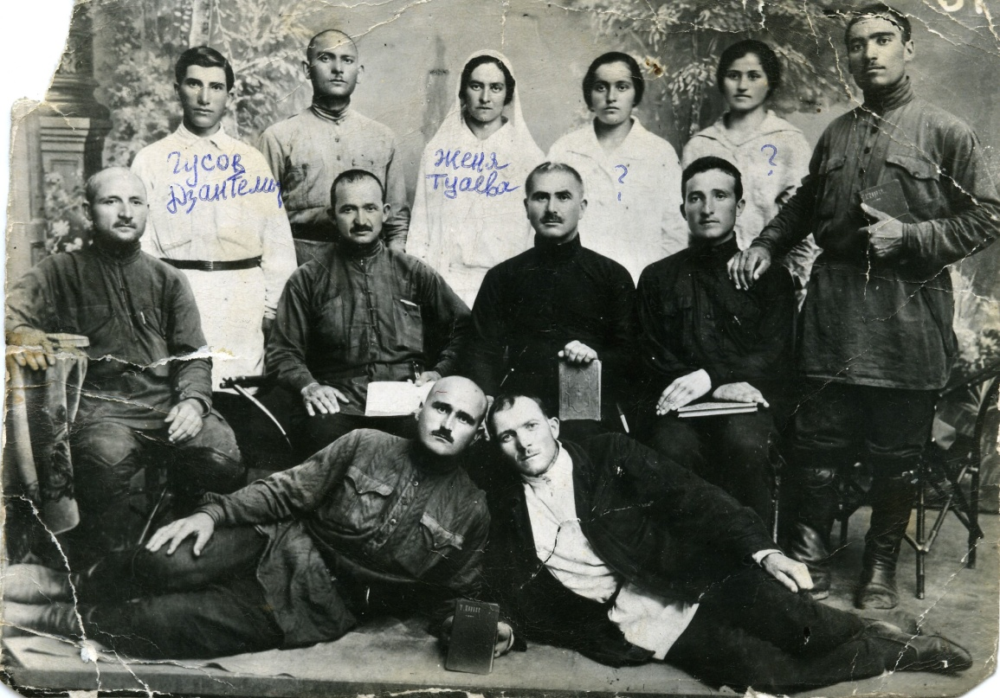 Гусов
Дзантемир
Женя
Туаева
?
?